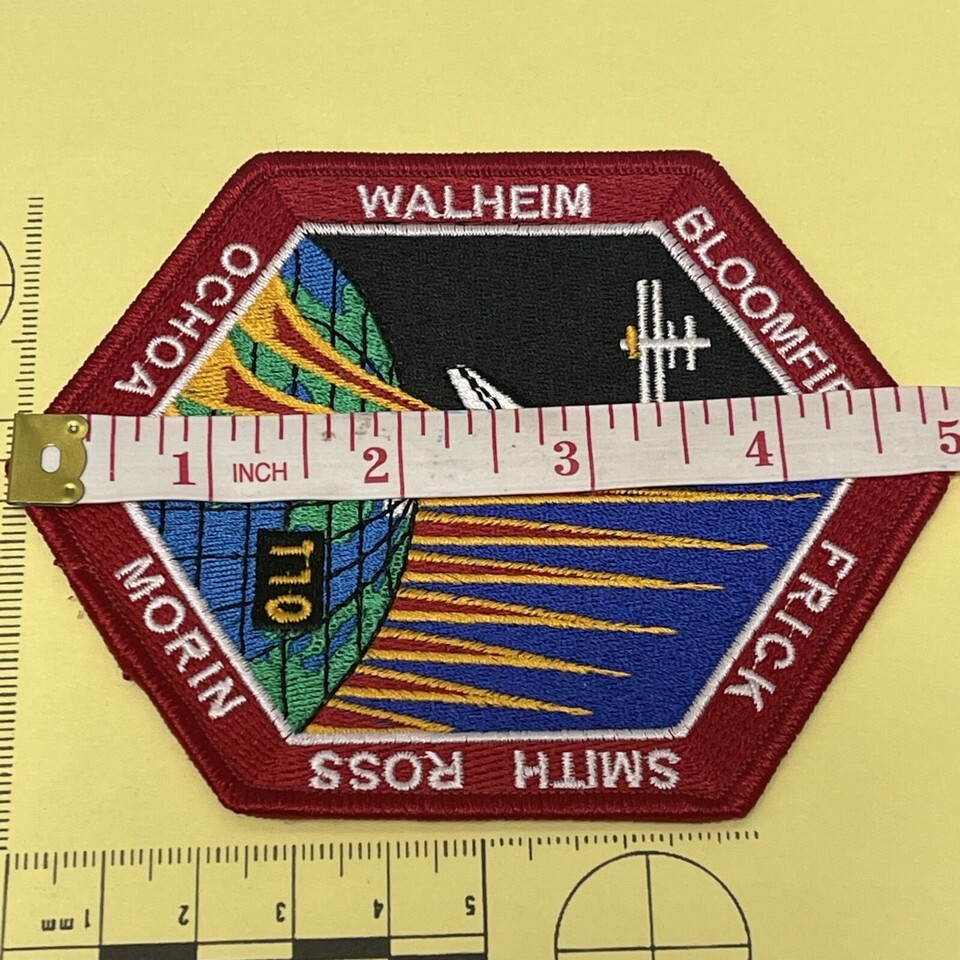 WALHEIM
BLOOMFI
OCHOA
1 INCH 2 3 4 5
110
MORIN
FRICK
SMITH ROSS
mm 1 2 3 4 5